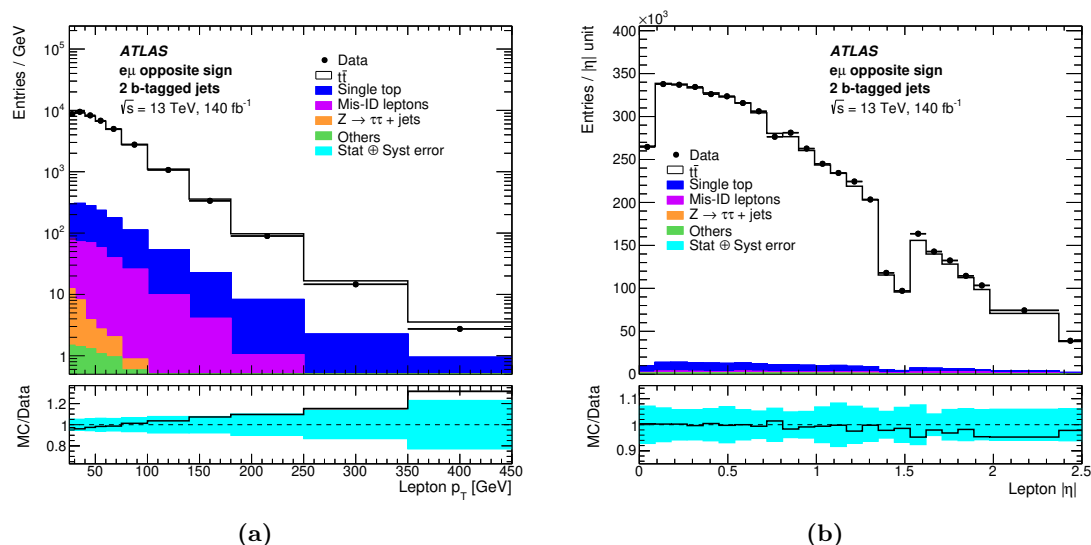 Entries / GeV
10⁵
10⁴
10³
10²
10
1
ATLAS
eμ opposite sign
2 b-tagged jets
√s = 13 TeV, 140 fb⁻¹
Data
tt̄
Single top
Mis-ID leptons
Z → ττ + jets
Others
Stat ⊕ Syst error
MC/Data
1.2
1
0.8
50 100 150 200 250 300 350 400 450
Lepton p_T [GeV]
(a)
×10³
Entries / |η| unit
400
350
300
250
200
150
100
50
0
ATLAS
eμ opposite sign
2 b-tagged jets
√s = 13 TeV, 140 fb⁻¹
Data
tt̄
Single top
Mis-ID leptons
Z → ττ + jets
Others
Stat ⊕ Syst error
MC/Data
1.1
1
0.9
0 0.5 1 1.5 2 2.5
Lepton |η|
(b)